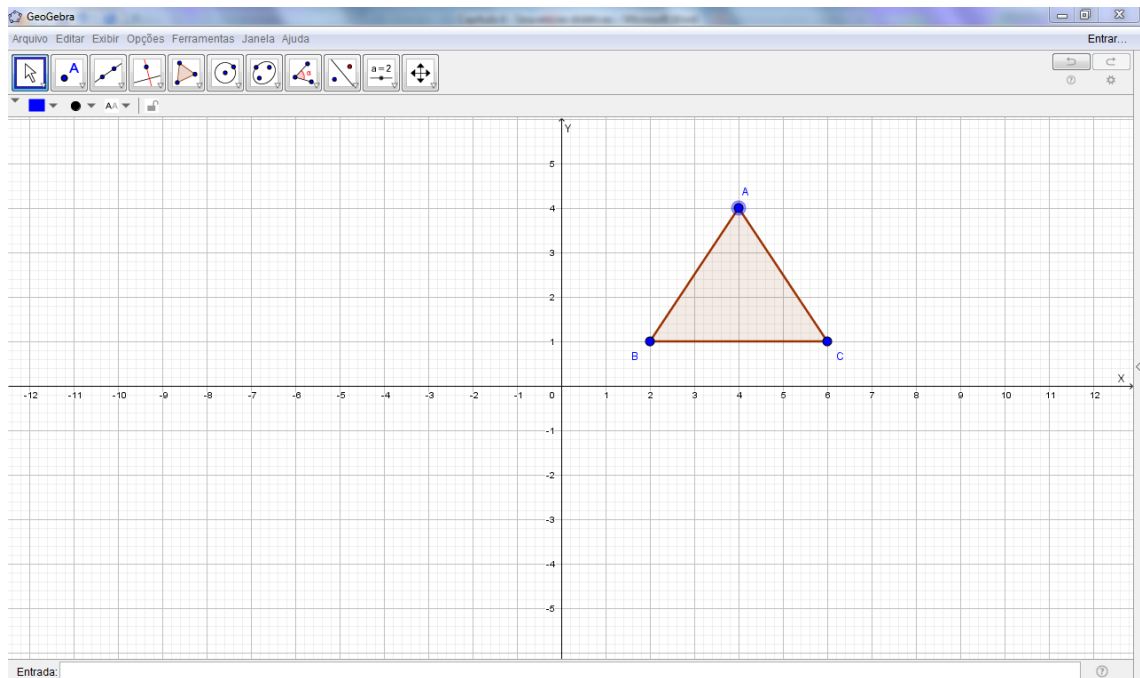 GeoGebra
Arquivo Editar Exibir Opções Ferramentas Janela Ajuda
Entrar...
A
α
a=2
AA
Y
5
A
4
3
2
1
B
C
X
-12 -11 -10 -9 -8 -7 -6 -5 -4 -3 -2 -1 0 1 2 3 4 5 6 7 8 9 10 11 12
-1
-2
-3
-4
-5
Entrada: